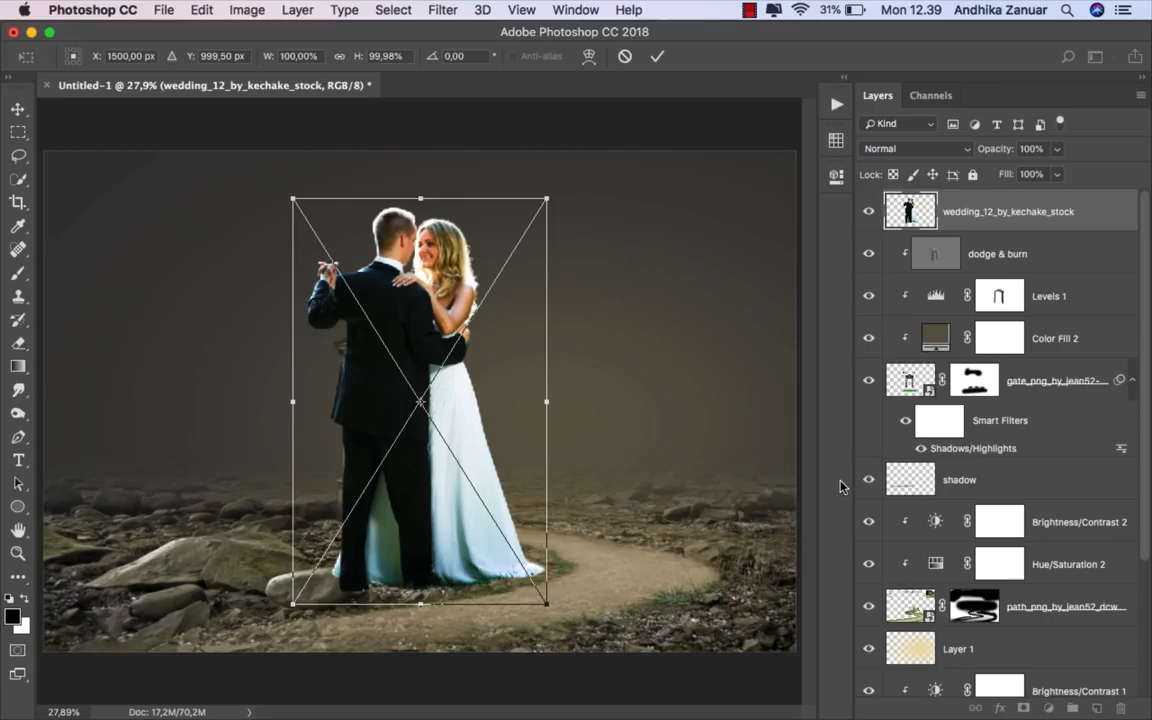 Photoshop CC File Edit Image Layer Type Select Filter 3D View Window Help 31% Mon 12.39 Andhika Zanuar
Adobe Photoshop CC 2018
X: 1500,00 px Y: 999,50 px W: 100,00% H: 99,98% 0,00 ° Anti-alias
× Untitled-1 @ 27,9% (wedding_12_by_kechake_stock, RGB/8) *
Layers Channels
Kind
Normal Opacity: 100%
Lock: Fill: 100%
wedding_12_by_kechake_stock
dodge & burn
Levels 1
Color Fill 2
gate_png_by_jean52-...
Smart Filters
Shadows/Highlights
shadow
Brightness/Contrast 2
Hue/Saturation 2
path_png_by_jean52_dcw...
Layer 1
Brightness/Contrast 1
27,89% Doc: 17,2M/70,2M